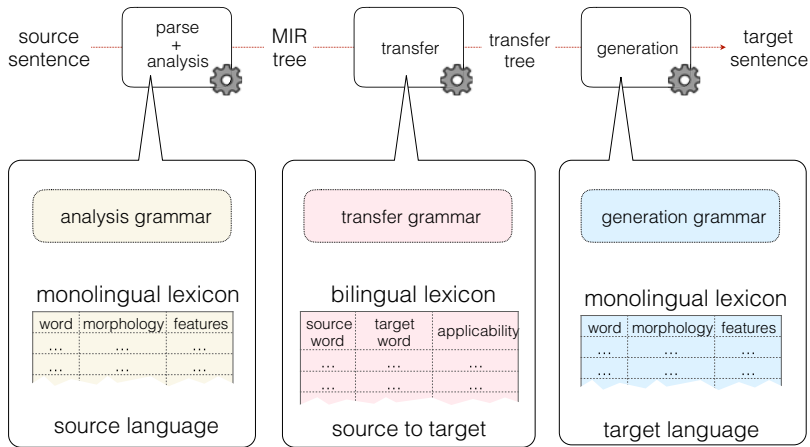 source
sentence
parse
+
analysis
MIR
tree
transfer
transfer
tree
generation
target
sentence
analysis grammar
transfer grammar
generation grammar
monolingual lexicon
word morphology features
... ... ...
... ... ...
source language
bilingual lexicon
source
word
target
word
applicability
... ... ...
... ... ...
source to target
monolingual lexicon
word morphology features
... ... ...
... ... ...
target language